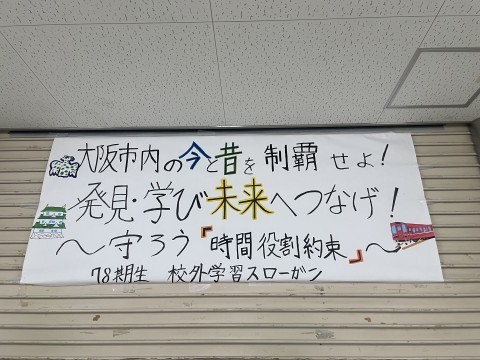 大阪市内の今と昔を制覇せよ!
発見・学び未来へつなげ!
〜守ろう『時間役割約束』〜
78期生 校外学習スローガン